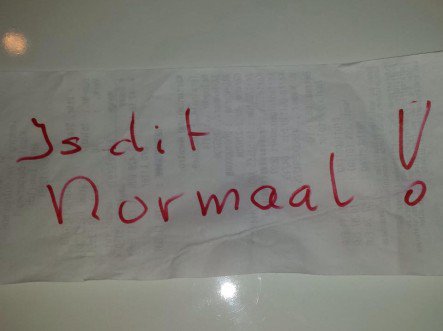 Is dit
Normaal !